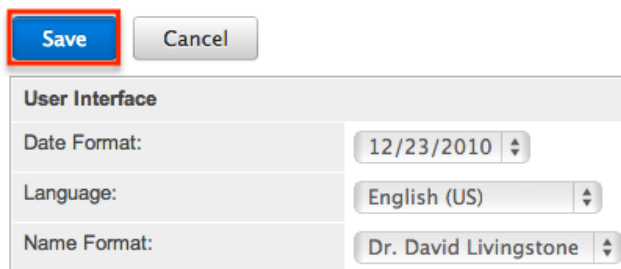 Save Cancel
User Interface
Date Format: 12/23/2010
Language: English (US)
Name Format: Dr. David Livingstone